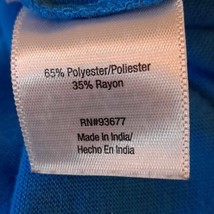 65% Polyester/Poliester
35% Rayon
RN#93677
Made In India/
Hecho En India